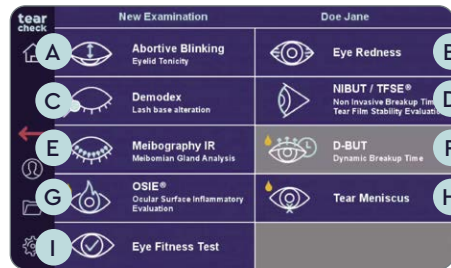 tear
check
New Examination
Doe Jane
A
Abortive Blinking
Eyelid Tonicity
Eye Redness
C
Demodex
Lash base alteration
NIBUT / TFSE®
Non Invasive Breakup Tim
Tear Film Stability Evaluation
D
E
Meibography IR
Meibomian Gland Analysis
D-BUT
Dynamic Breakup Time
F
G
OSIE®
Ocular Surface Inflammatory
Evaluation
Tear Meniscus
H
I
Eye Fitness Test